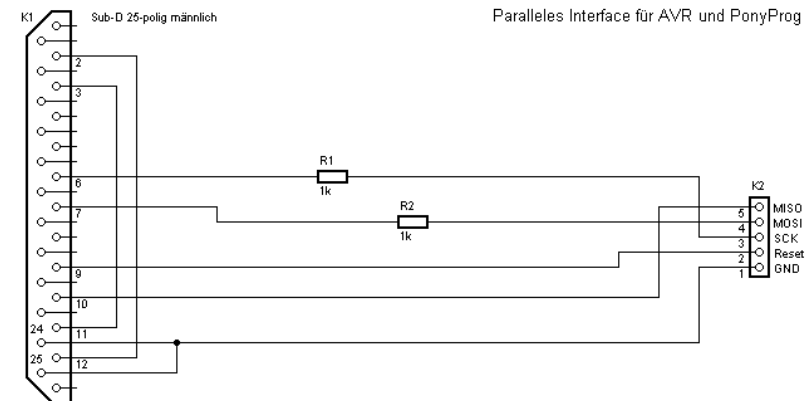 K1
Sub-D 25-polig männlich
Paralleles Interface für AVR und PonyProg
2
3
R1
1k
6
K2
R2
1k
7
5
MISO
4
MOSI
3
SCK
2
Reset
1
GND
9
10
24
11
25
12